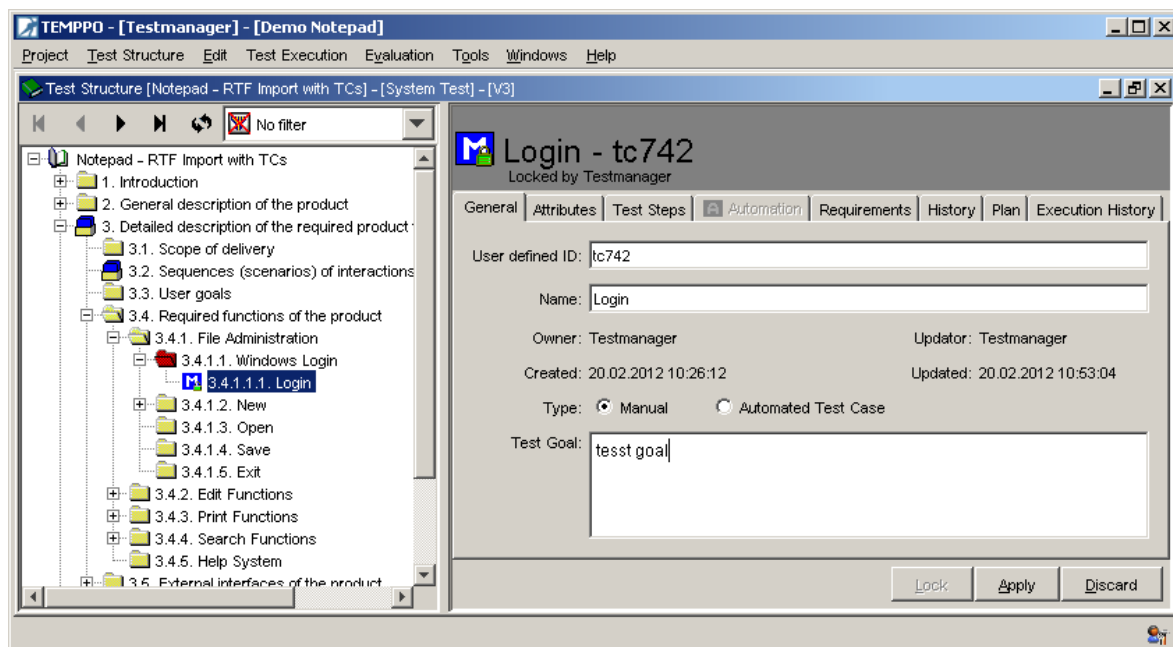 TEMPPO - [Testmanager] - [Demo Notepad]
Project Test Structure Edit Test Execution Evaluation Tools Windows Help
Test Structure [Notepad - RTF Import with TCs] - [System Test] - [V3]
No filter
Notepad - RTF Import with TCs
1. Introduction
2. General description of the product
3. Detailed description of the required product
3.1. Scope of delivery
3.2. Sequences (scenarios) of interactions
3.3. User goals
3.4. Required functions of the product
3.4.1. File Administration
3.4.1.1. Windows Login
3.4.1.1.1. Login
3.4.1.2. New
3.4.1.3. Open
3.4.1.4. Save
3.4.1.5. Exit
3.4.2. Edit Functions
3.4.3. Print Functions
3.4.4. Search Functions
3.4.5. Help System
3.5. External interfaces of the product
Login - tc742
Locked by Testmanager
General Attributes Test Steps A Automation Requirements History Plan Execution History
User defined ID: tc742
Name: Login
Owner: Testmanager Updator: Testmanager
Created: 20.02.2012 10:26:12 Updated: 20.02.2012 10:53:04
Type: Manual Automated Test Case
Test Goal: tesst goal
Lock Apply Discard